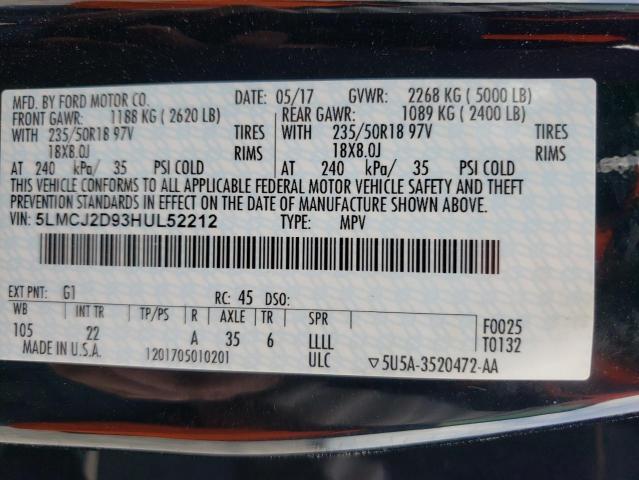 MFD. BY FORD MOTOR CO. DATE: 05/17 GVWR: 2268 KG ( 5000 LB)
FRONT GAWR: 1188 KG ( 2620 LB) REAR GAWR: 1089 KG ( 2400 LB)
WITH 235/50R18 97V TIRES WITH 235/50R18 97V TIRES
18X8.0J RIMS 18X8.0J RIMS
AT 240 kPa/ 35 PSI COLD AT 240 kPa/ 35 PSI COLD
THIS VEHICLE CONFORMS TO ALL APPLICABLE FEDERAL MOTOR VEHICLE SAFETY AND THEFT
PREVENTION STANDARDS IN EFFECT ON THE DATE OF MANUFACTURE SHOWN ABOVE.
VIN: 5LMCJ2D93HUL52212 TYPE: MPV
EXT PNT: G1 RC: 45 DSO:
WB INT TR TP/PS R AXLE TR SPR
105 22 A 35 6 LLLL F0025
MADE IN U.S.A. 1201705010201 ULC T0132
▽5U5A-3520472-AA